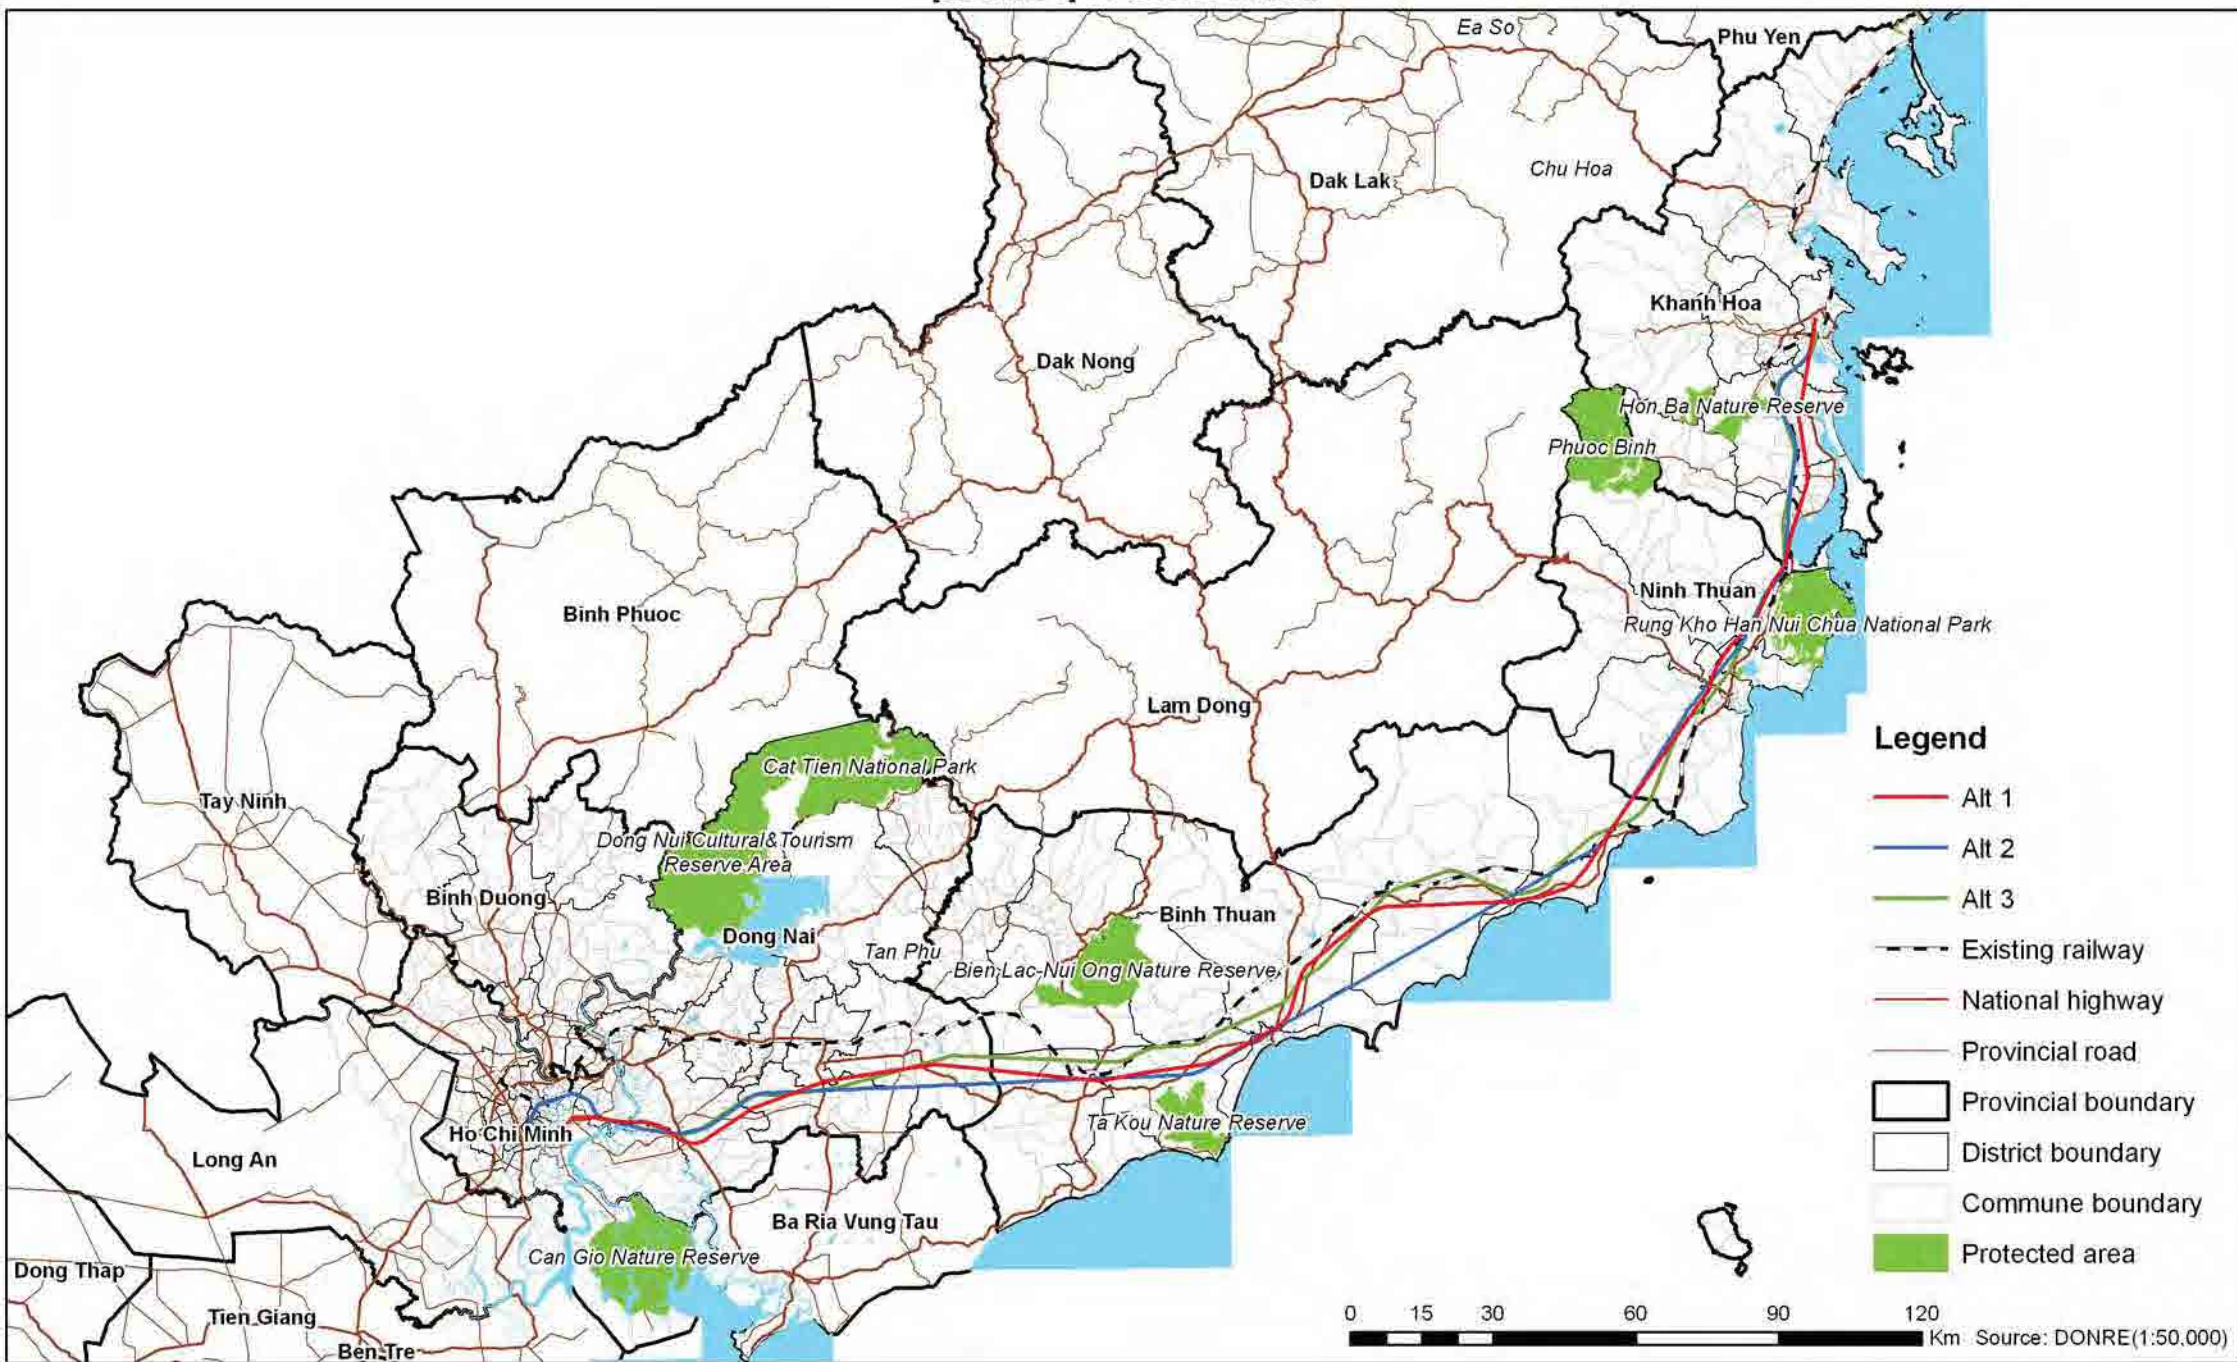 Ea So
Phu Yen
Chu Hoa
Dak Lak
Khanh Hoa
Dak Nong
Hon Ba Nature Reserve
Phuoc Binh
Ninh Thuan
Binh Phuoc
Rung Kho Han Nui Chua National Park
Lam Dong
Cat Tien National Park
Tay Ninh
Dong Nui Cultural&Tourism
Reserve Area
Binh Duong
Binh Thuan
Dong Nai
Tan Phu
Bien Lac-Nui Ong Nature Reserve
Ta Kou Nature Reserve
Ho Chi Minh
Long An
Ba Ria Vung Tau
Can Gio Nature Reserve
Dong Thap
Tien Giang
Ben Tre
Legend
Alt 1
Alt 2
Alt 3
Existing railway
National highway
Provincial road
Provincial boundary
District boundary
Commune boundary
Protected area
0 15 30 60 90 120
Km Source: DONRE(1:50.000)